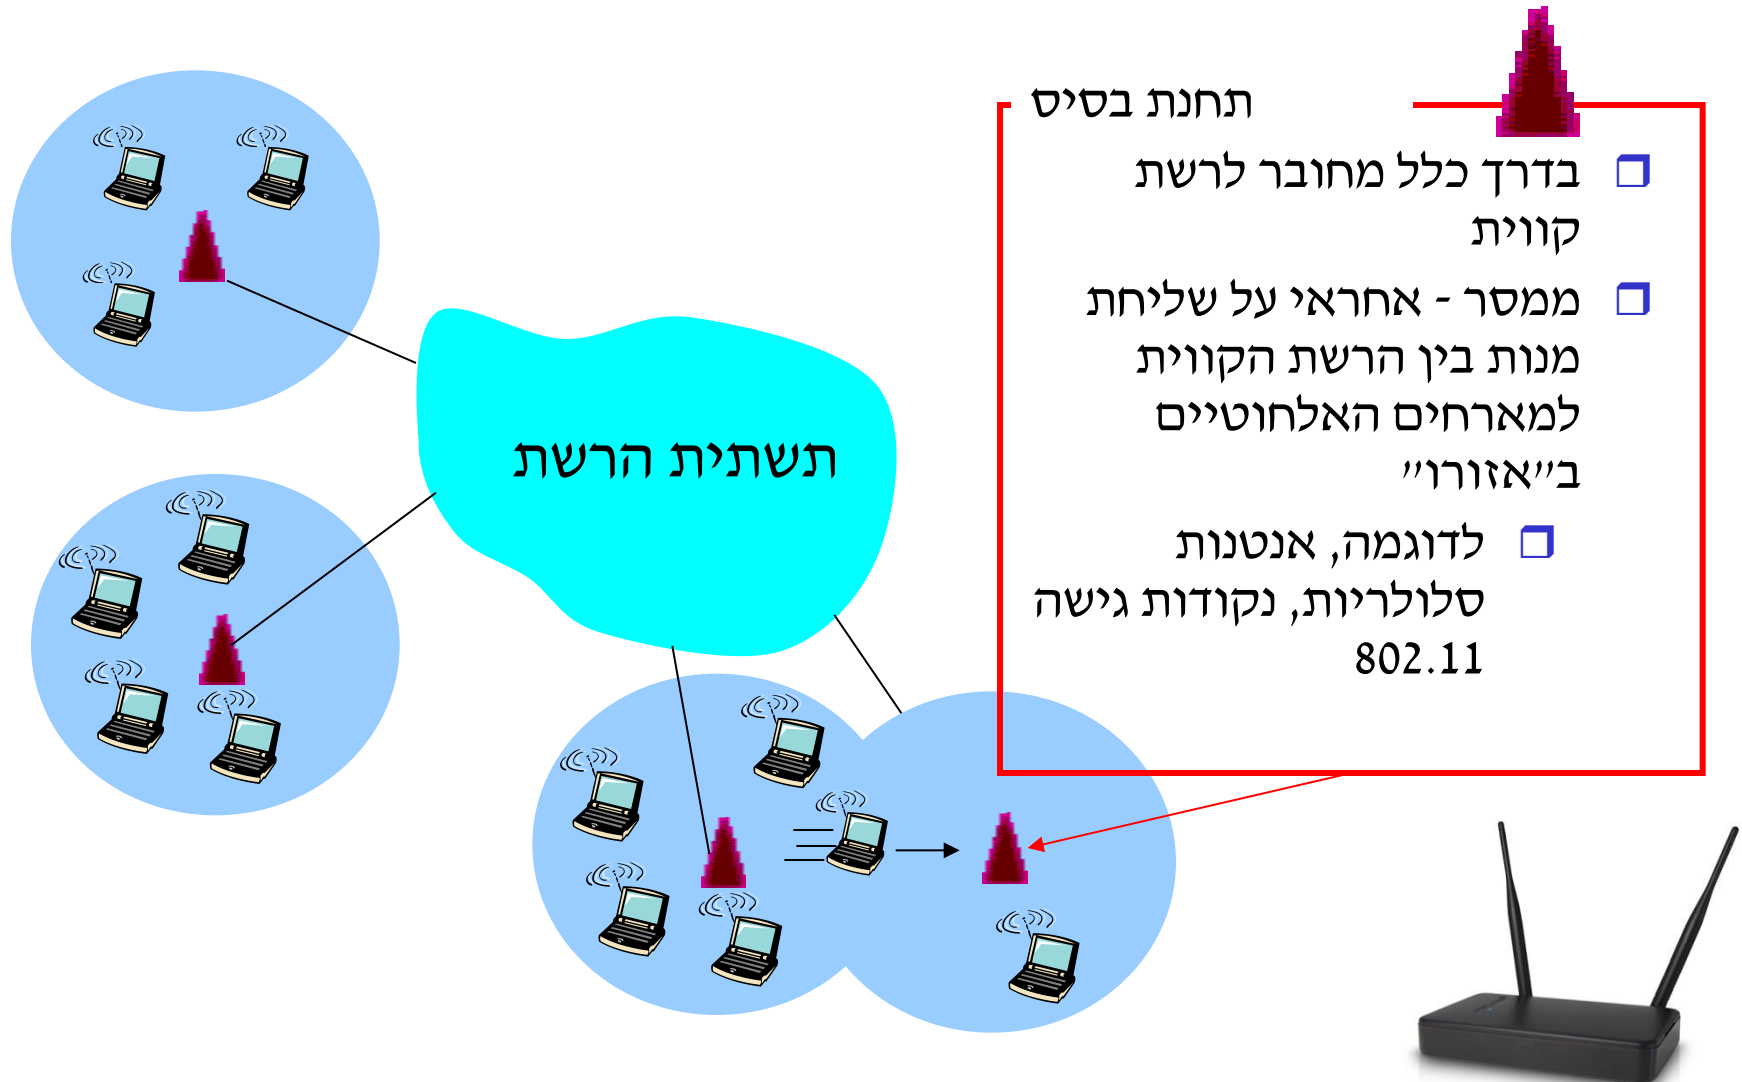 תחנת בסיס
בדרך כלל מחובר לרשת
קווית
ממסר - אחראי על שליחת
מנות בין הרשת הקווית
למארחים האלחוטיים
ב״אזורו״
לדוגמה, אנטנות
סלולריות, נקודות גישה
802.11
תשתית הרשת